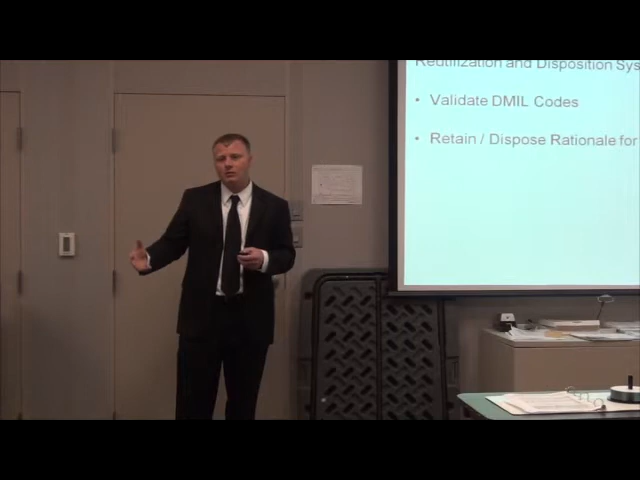 Reutilization and Disposition Sys
• Validate DMIL Codes
• Retain / Dispose Rationale for